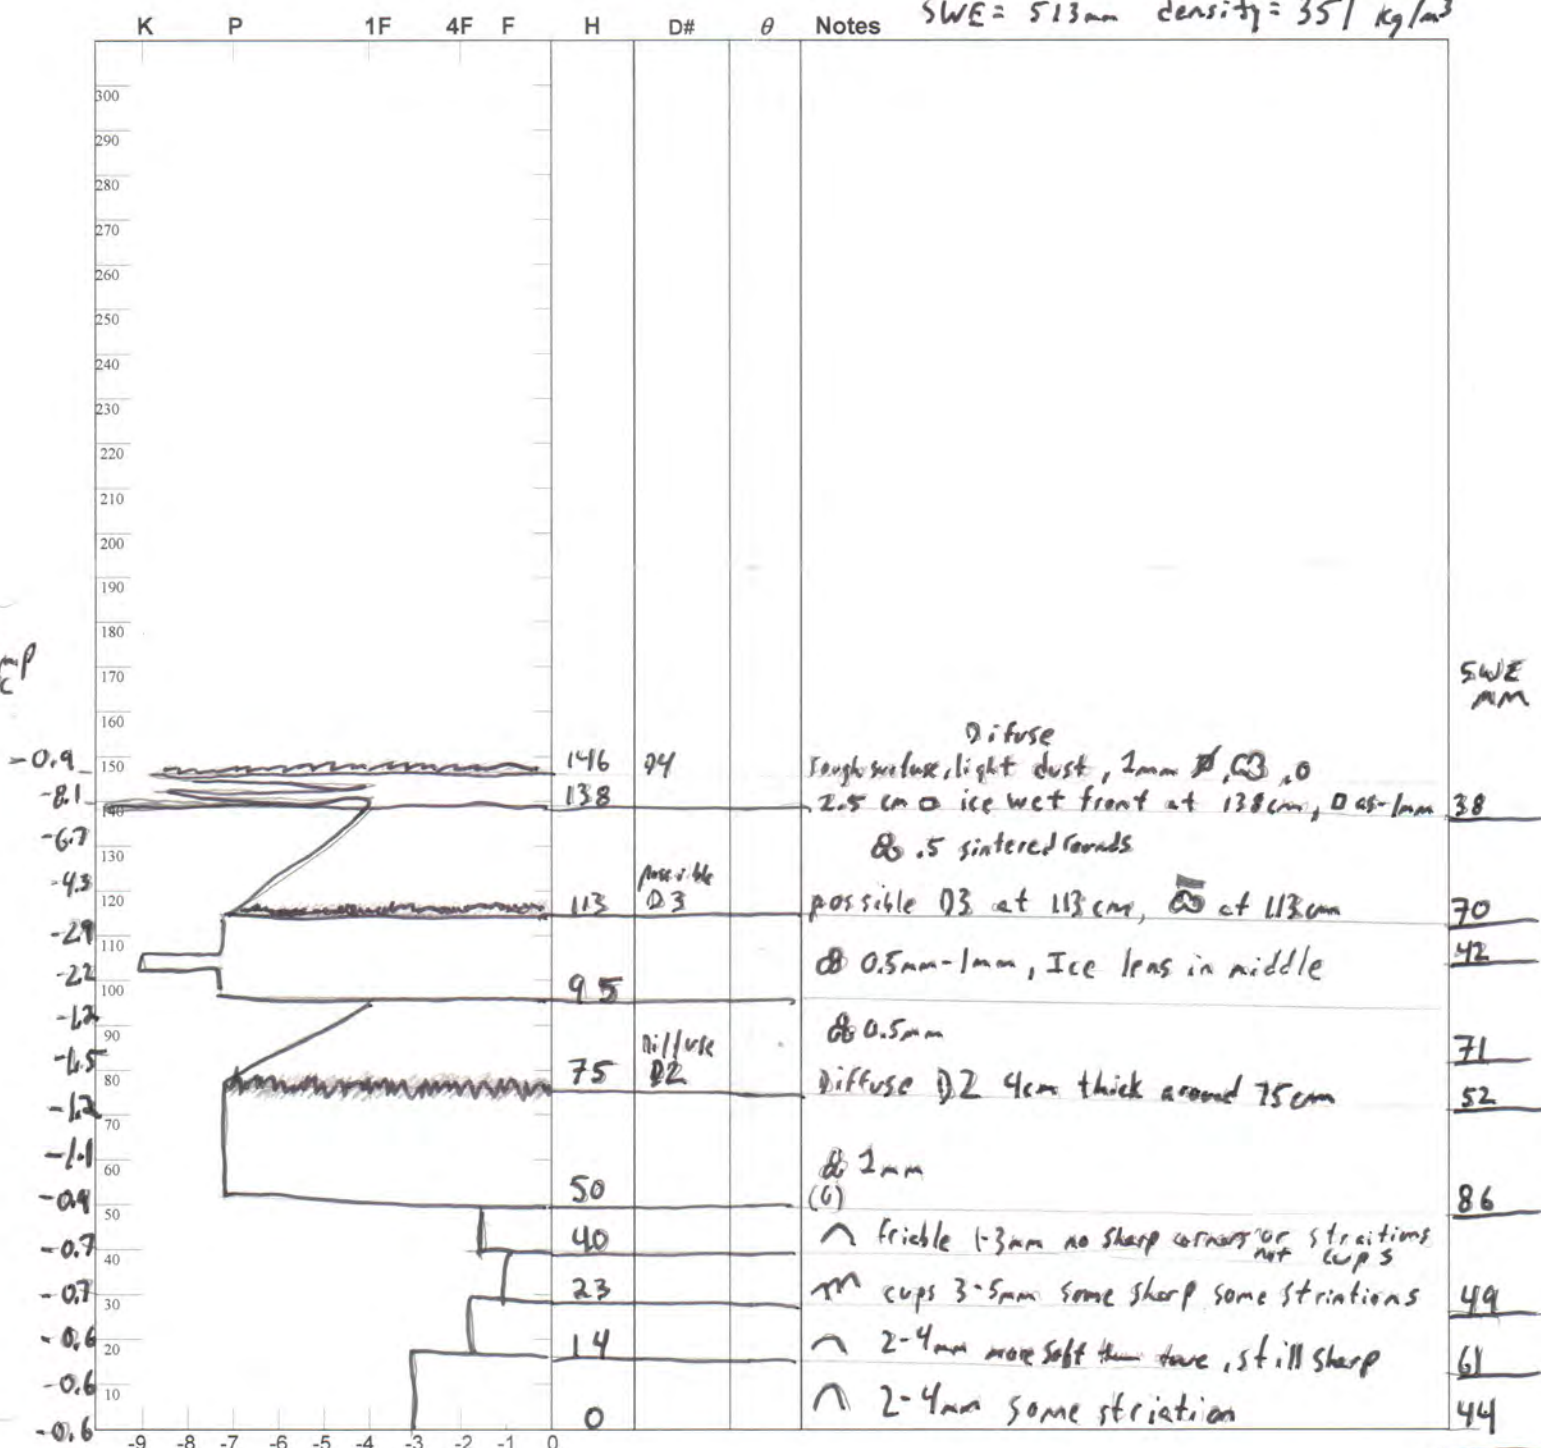 SWE = 513mm density = 351 kg/m³
K P 1F 4F F H D# θ Notes
300
290
280
270
260
250
240
230
220
210
200
190
180
170
SWE
mm
160
Difuse
-0.9 150 146 D4 rough surfuse, light dust, 1mm
-8.1 140 138 2.5 cm ice wet front at 138cm, 38
-6.7 130 .5 sintered rounds
possible
-4.3 120 113 D3 possible D3 at 113 cm, at 113cm 70
-2.9 110 42
-2.2 100 95 0.5mm-1mm, Ice lens in middle
-1.2 90 0.5mm 71
Diffuse
-1.5 80 75 D2 Diffuse D2 4cm thick around 75cm 52
-1.2 70
-1.1 60 1mm
-0.9 50 50 (6) 86
-0.7 40 40 friable 1-3mm no sharp corners or straitions
not cups
-0.7 30 23 cups 3-5mm some sharp some strintions 49
-0.6 20 14 2-4mm more soft, still sharp 61
-0.6 10
-0.6 0 2-4mm some striation 44
-9 -8 -7 -6 -5 -4 -3 -2 -1 0